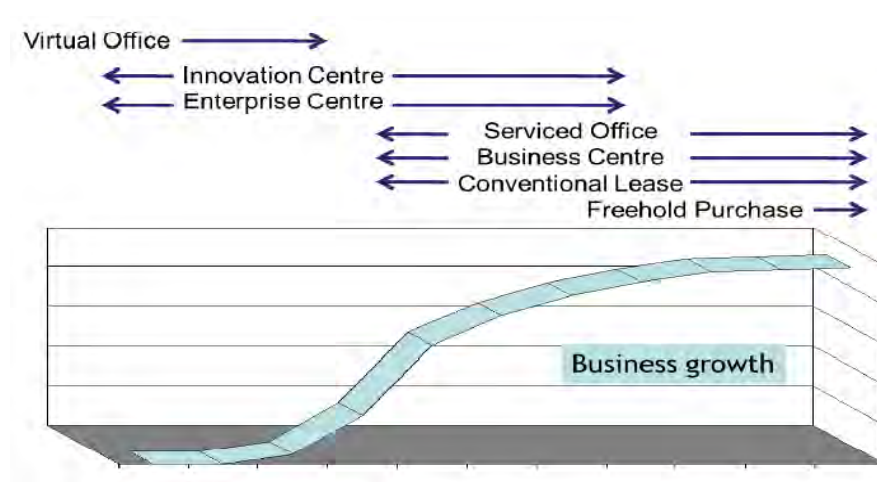 Virtual Office
Innovation Centre
Enterprise Centre
Serviced Office
Business Centre
Conventional Lease
Freehold Purchase
Business growth